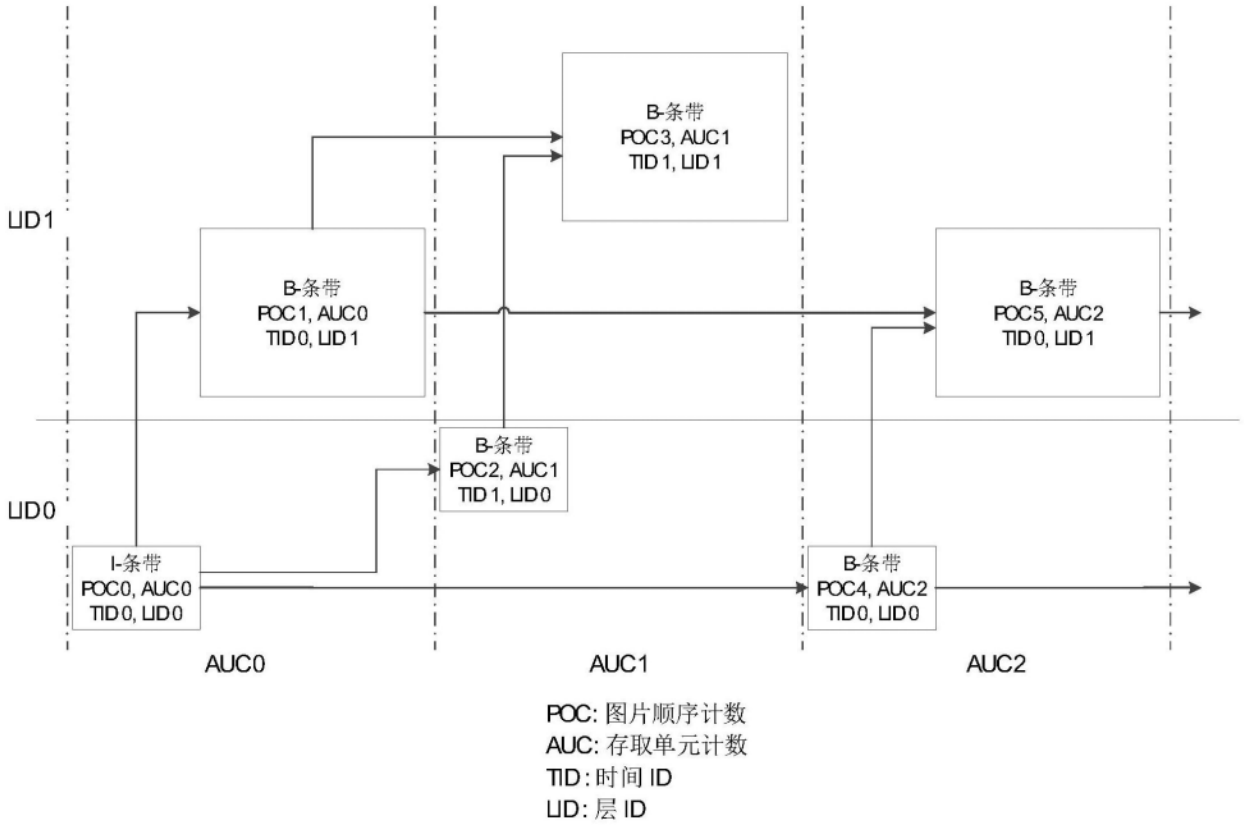 B-条带
POC3, AUC1
TID1, LID1
LID1
B-条带
POC1, AUC0
TID0, LID1
B-条带
POC5, AUC2
TID0, LID1
B-条带
POC2, AUC1
TID1, LID0
LID0
I-条带
POC0, AUC0
TID0, LID0
B-条带
POC4, AUC2
TID0, LID0
AUC0
AUC1
AUC2
POC: 图片顺序计数
AUC: 存取单元计数
TID: 时间 ID
LID: 层 ID